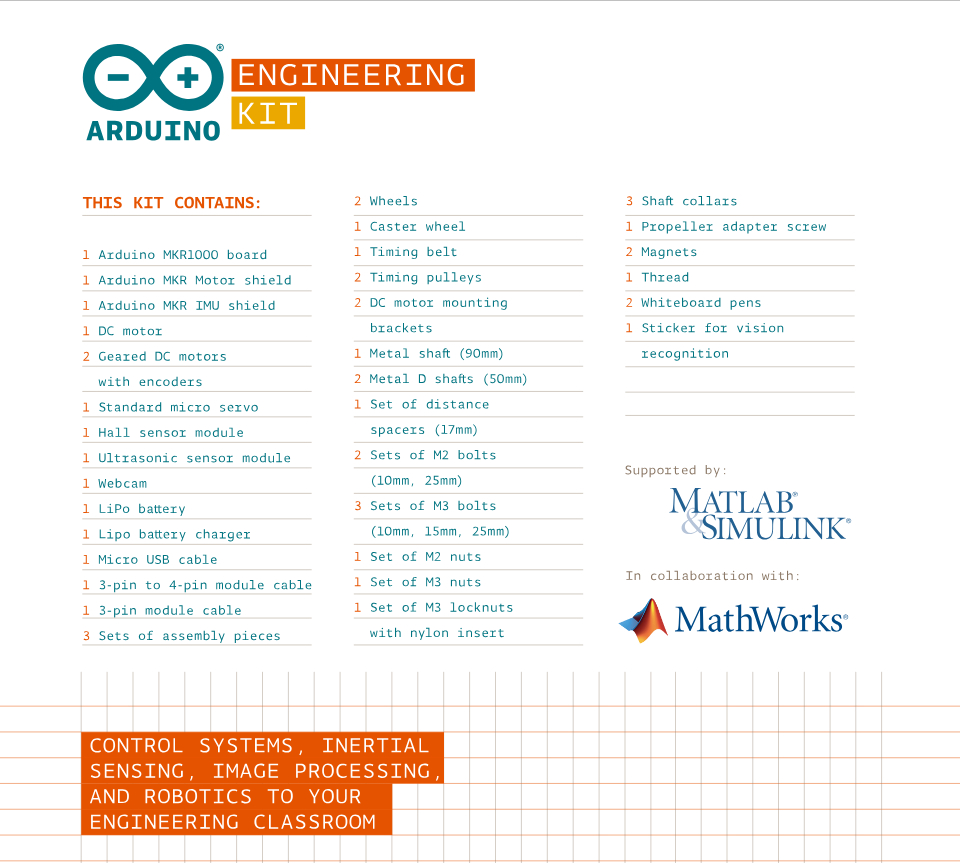 ARDUINO®
ENGINEERING
KIT
THIS KIT CONTAINS:
1 Arduino MKR1000 board
1 Arduino MKR Motor shield
1 Arduino MKR IMU shield
1 DC motor
2 Geared DC motors
with encoders
1 Standard micro servo
1 Hall sensor module
1 Ultrasonic sensor module
1 Webcam
1 LiPo battery
1 Lipo battery charger
1 Micro USB cable
1 3-pin to 4-pin module cable
1 3-pin module cable
3 Sets of assembly pieces
2 Wheels
1 Caster wheel
1 Timing belt
2 Timing pulleys
2 DC motor mounting
brackets
1 Metal shaft (90mm)
2 Metal D shafts (50mm)
1 Set of distance
spacers (17mm)
2 Sets of M2 bolts
(10mm, 25mm)
3 Sets of M3 bolts
(10mm, 15mm, 25mm)
1 Set of M2 nuts
1 Set of M3 nuts
1 Set of M3 locknuts
with nylon insert
3 Shaft collars
1 Propeller adapter screw
2 Magnets
1 Thread
2 Whiteboard pens
1 Sticker for vision
recognition
Supported by:
MATLAB®
&SIMULINK®
In collaboration with:
MathWorks®
CONTROL SYSTEMS, INERTIAL
SENSING, IMAGE PROCESSING,
AND ROBOTICS TO YOUR
ENGINEERING CLASSROOM